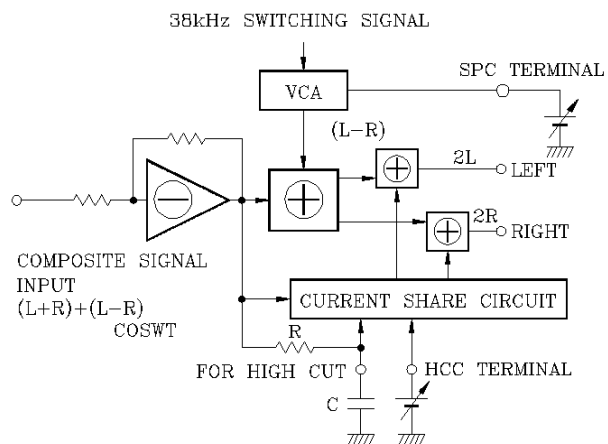 38kHz SWITCHING SIGNAL
VCA
SPC TERMINAL
(L-R)
2L
LEFT
2R
RIGHT
COMPOSITE SIGNAL
INPUT
(L+R)+(L-R)
COSWT
CURRENT SHARE CIRCUIT
R
FOR HIGH CUT
HCC TERMINAL
C